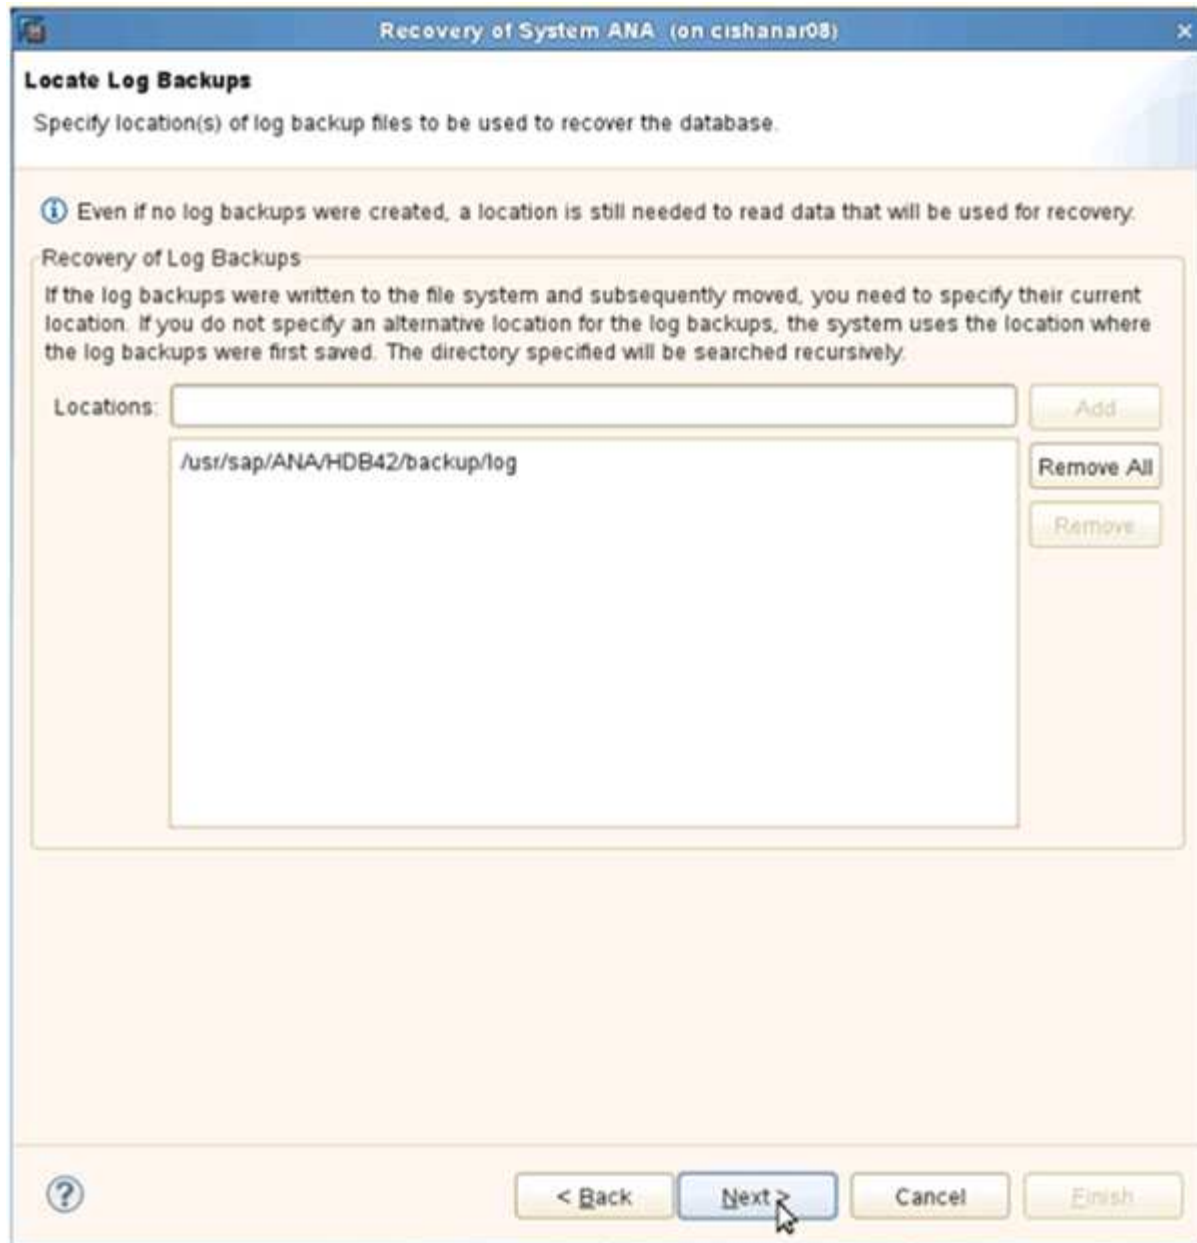 Recovery of System ANA (on cishanar08)
Locate Log Backups
Specify location(s) of log backup files to be used to recover the database.
Even if no log backups were created, a location is still needed to read data that will be used for recovery.
Recovery of Log Backups
If the log backups were written to the file system and subsequently moved, you need to specify their current
location. If you do not specify an alternative location for the log backups, the system uses the location where
the log backups were first saved. The directory specified will be searched recursively.
Locations:
Add
/usr/sap/ANA/HDB42/backup/log
Remove All
Remove
? < Back Next > Cancel Finish